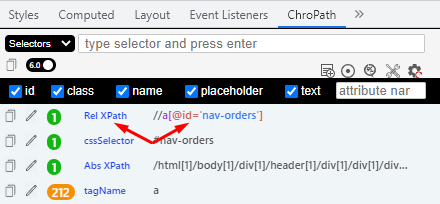 Styles Computed Layout Event Listeners ChroPath
Selectors type selector and press enter
6.0
id class name placeholder text attribute nar
1 Rel XPath //a[@id='nav-orders']
1 cssSelector #nav-orders
1 Abs XPath /html[1]/body[1]/div[1]/header[1]/div[1]/div[1]/div...
212 tagName a